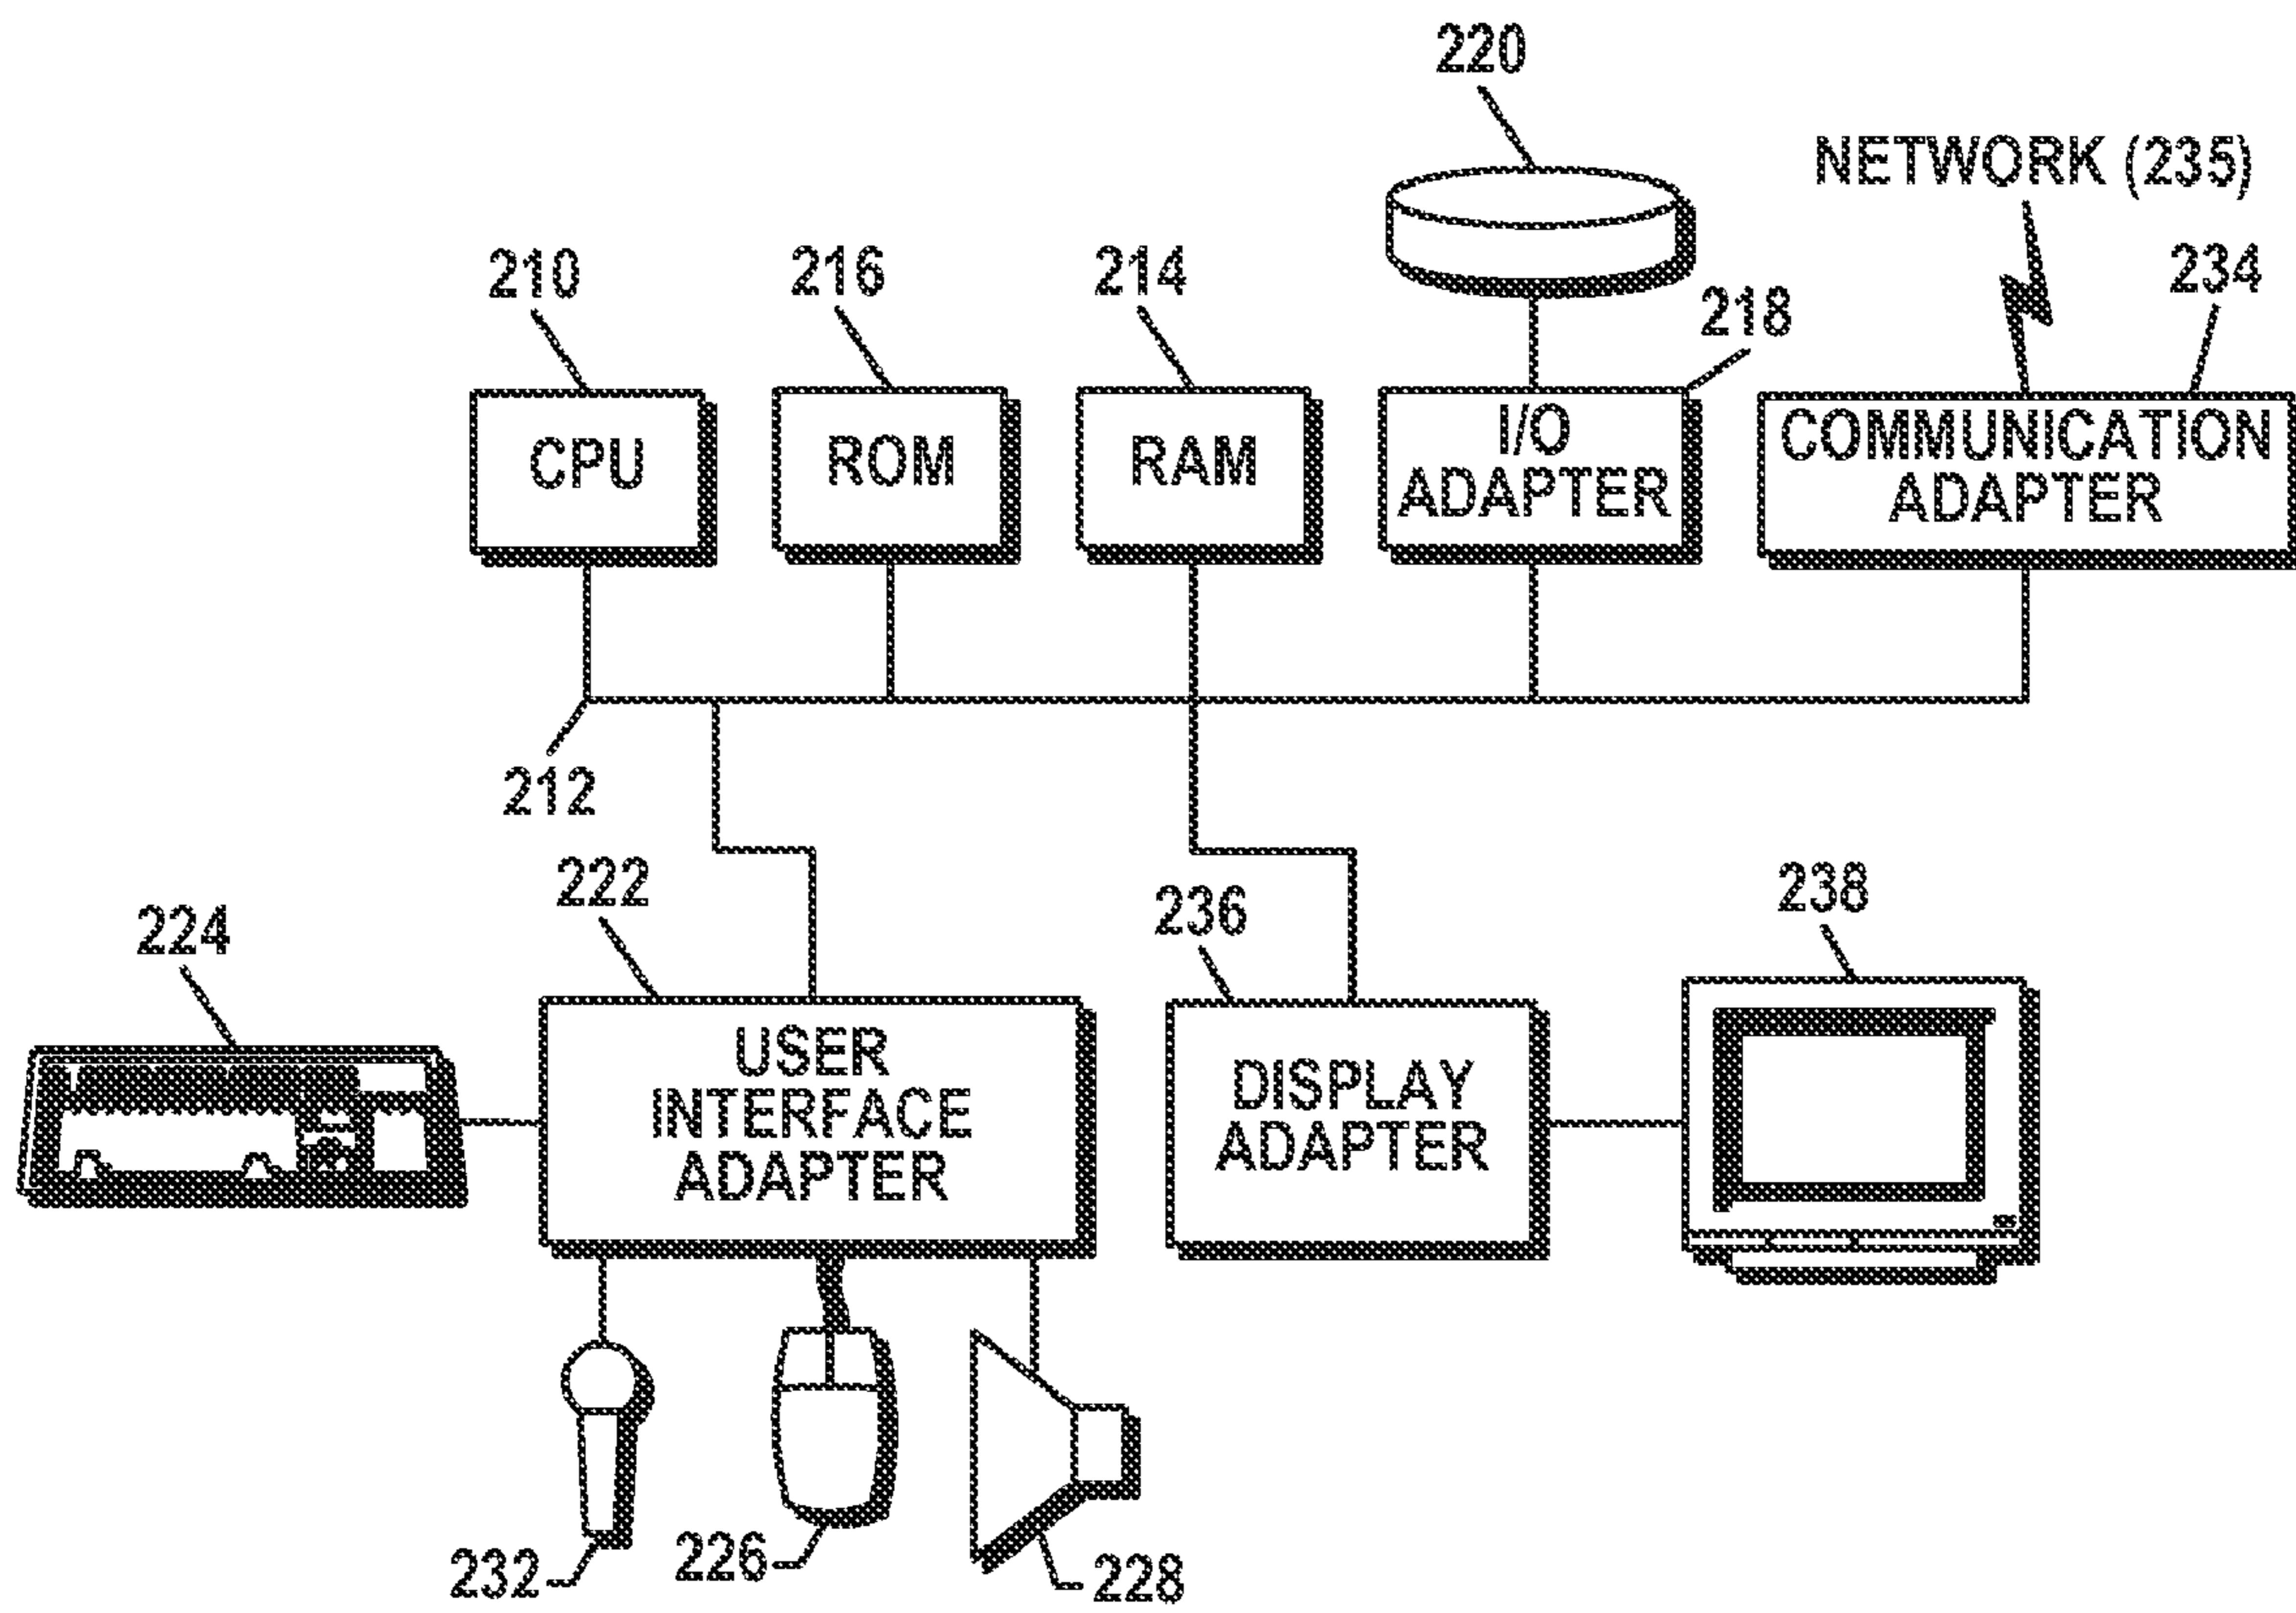 220
NETWORK (235)
210
216
214
218
234
CPU
ROM
RAM
I/O
ADAPTER
COMMUNICATION
ADAPTER
212
222
224
236
238
USER
INTERFACE
ADAPTER
DISPLAY
ADAPTER
232
226
228